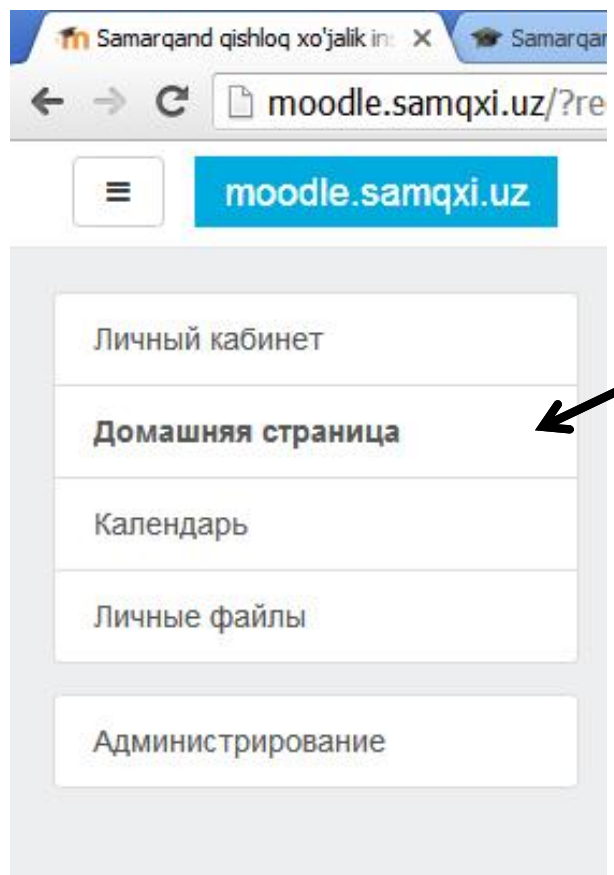 Samarqand qishloq xo'jalik in
Samarqar
moodle.samqxi.uz/?re
moodle.samqxi.uz
Личный кабинет
Домашняя страница
Календарь
Личные файлы
Администрирование